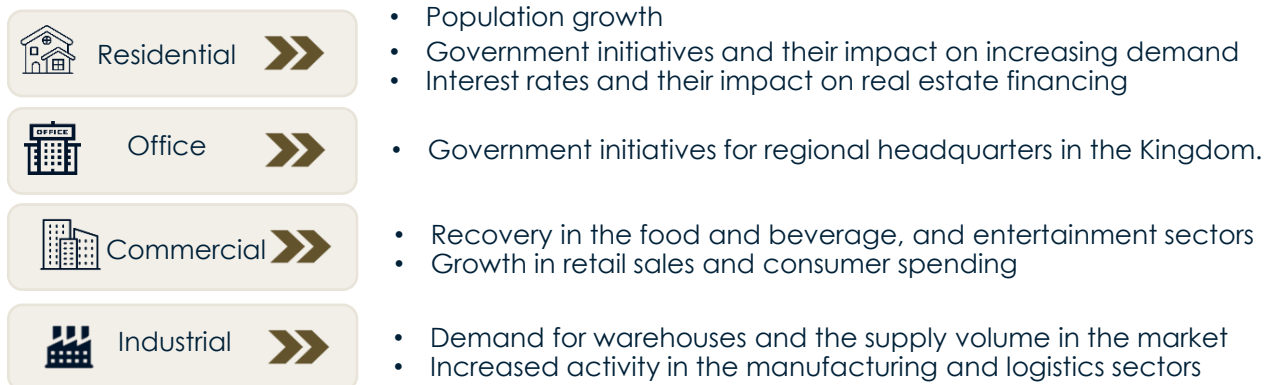 Residential
• Population growth
• Government initiatives and their impact on increasing demand
• Interest rates and their impact on real estate financing
OFFICE
Office
• Government initiatives for regional headquarters in the Kingdom.
Commercial
• Recovery in the food and beverage, and entertainment sectors
• Growth in retail sales and consumer spending
Industrial
• Demand for warehouses and the supply volume in the market
• Increased activity in the manufacturing and logistics sectors